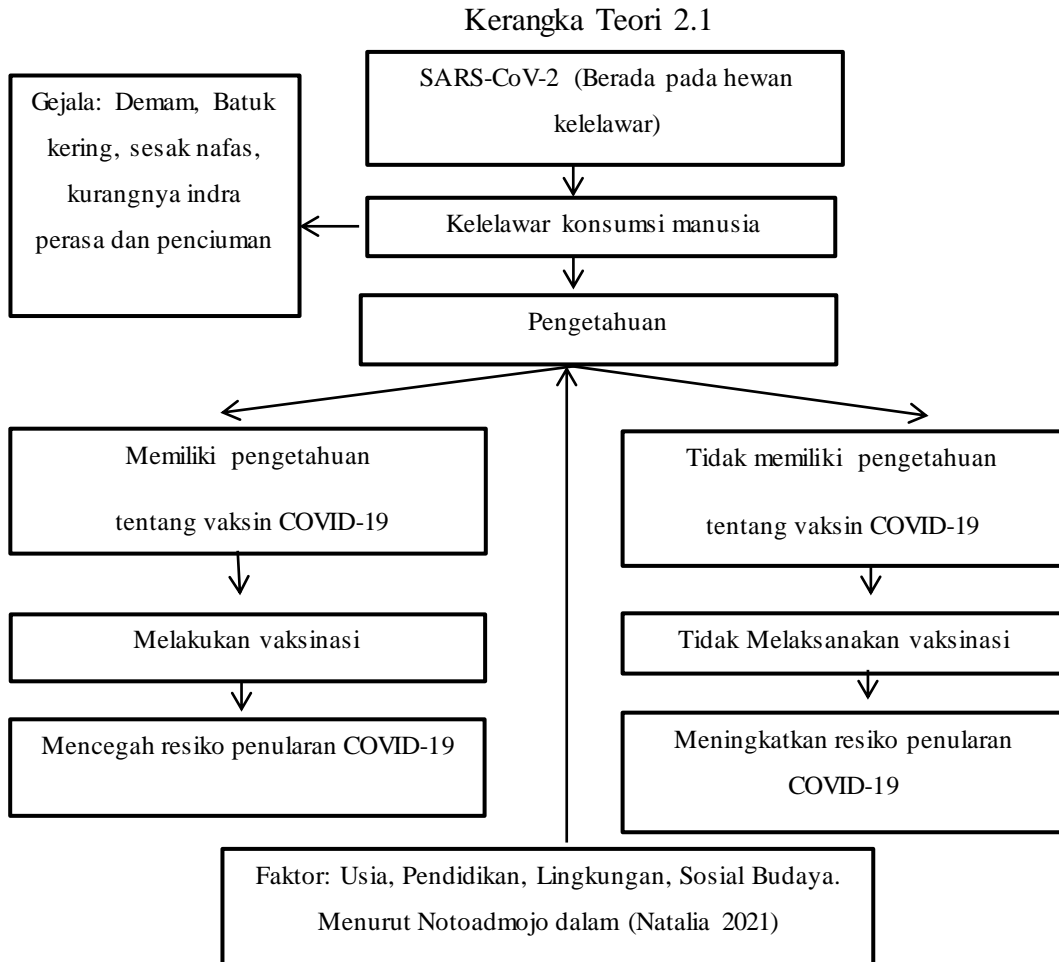 Kerangka Teori 2.1
SARS-CoV-2 (Berada pada hewan
kelelawar)
Gejala: Demam, Batuk
kering, sesak nafas,
kurangnya indra
perasa dan penciuman
Kelelawar konsumsi manusia
Pengetahuan
Memiliki pengetahuan
tentang vaksin COVID-19
Tidak memiliki pengetahuan
tentang vaksin COVID-19
Melakukan vaksinasi
Tidak Melaksanakan vaksinasi
Mencegah resiko penularan COVID-19
Meningkatkan resiko penularan
COVID-19
Faktor: Usia, Pendidikan, Lingkungan, Sosial Budaya.
Menurut Notoadmojo dalam (Natalia 2021)